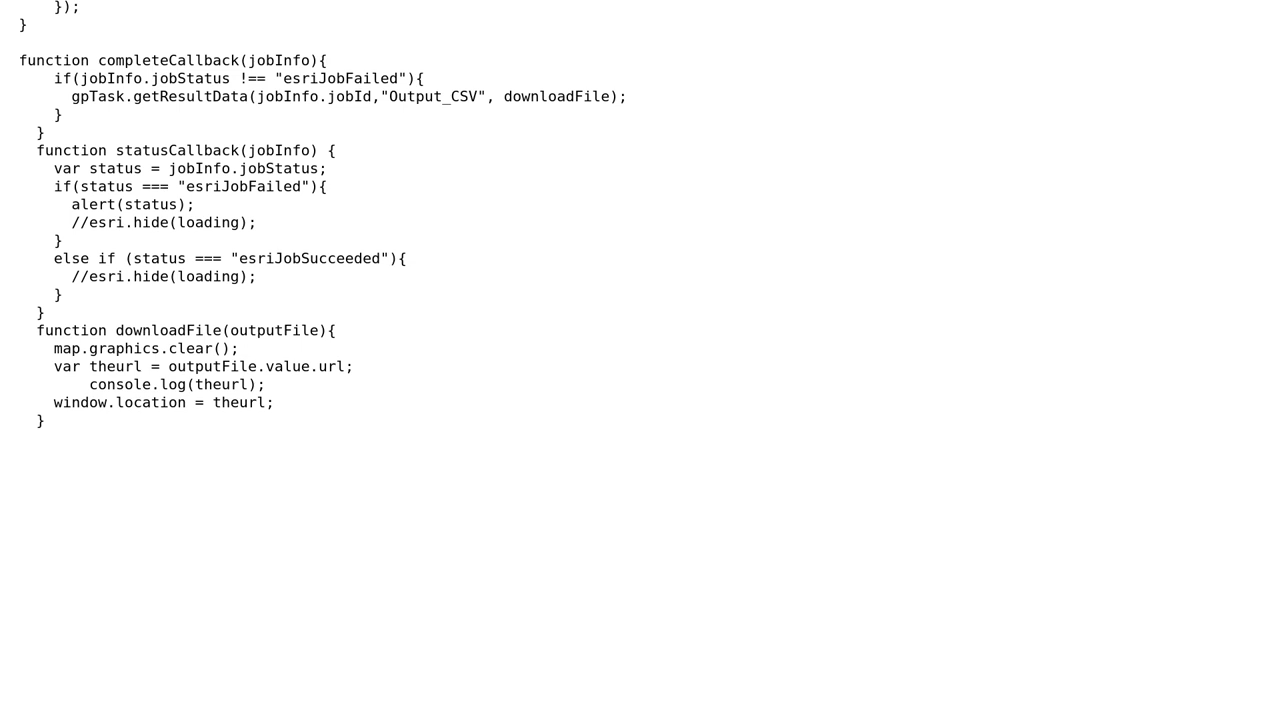 });
}

function completeCallback(jobInfo){
    if(jobInfo.jobStatus !== "esriJobFailed"){
      gpTask.getResultData(jobInfo.jobId,"Output_CSV", downloadFile);
    }
  }
  function statusCallback(jobInfo) {
    var status = jobInfo.jobStatus;
    if(status === "esriJobFailed"){
      alert(status);
      //esri.hide(loading);
    }
    else if (status === "esriJobSucceeded"){
      //esri.hide(loading);
    }
  }
  function downloadFile(outputFile){
    map.graphics.clear();
    var theurl = outputFile.value.url;
        console.log(theurl);
    window.location = theurl;
  }